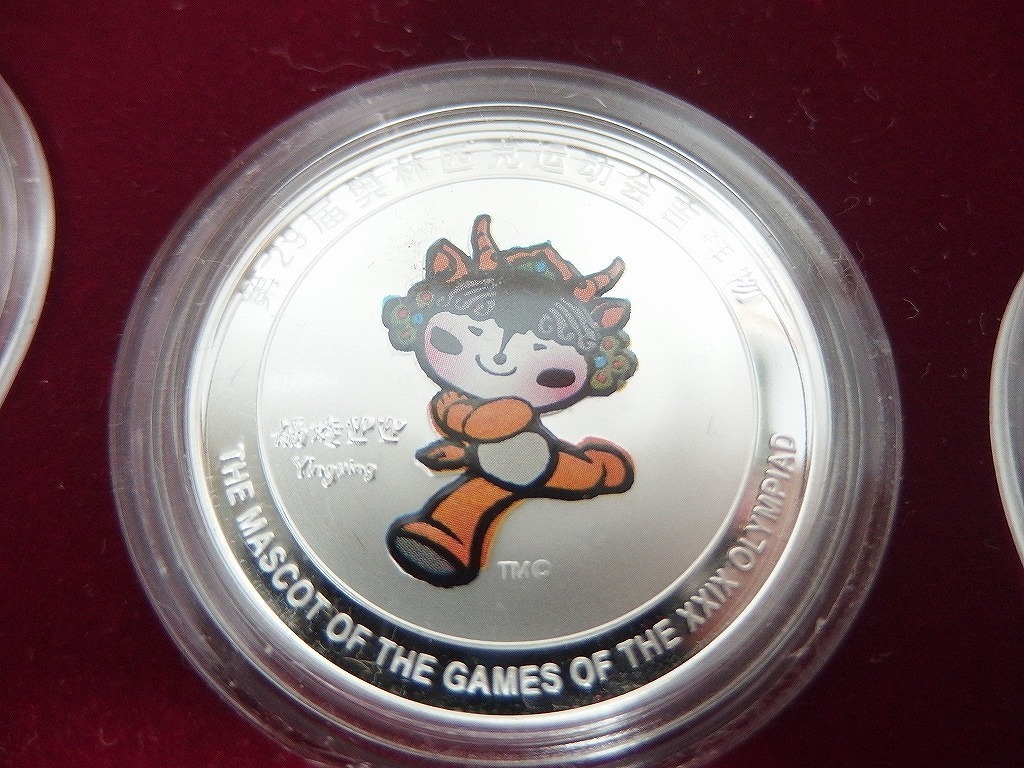 第29届奥林匹克运动会吉祥物
迎迎
Yingying
THE MASCOT OF THE GAMES OF THE XXIX OLYMPIAD
TM©